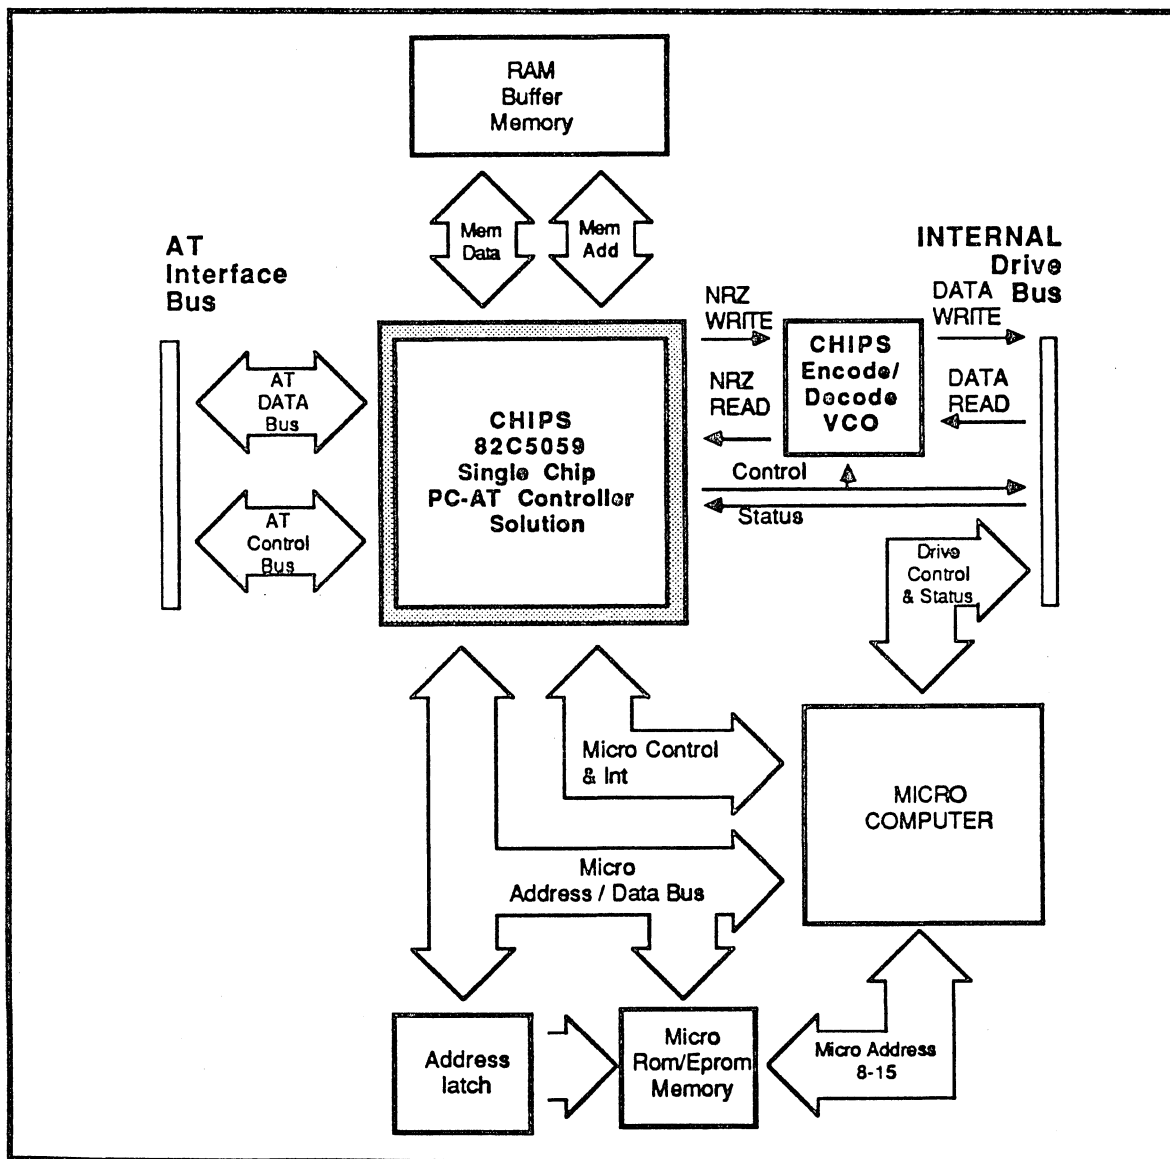 RAM
Buffer
Memory
Mem
Data
Mem
Add
AT
Interface
Bus
INTERNAL
Drive
Bus
NRZ
WRITE
DATA
WRITE
CHIPS
Encode/
Decode
VCO
NRZ
READ
DATA
READ
AT
DATA
Bus
CHIPS
82C5059
Single Chip
PC-AT Controller
Solution
Control
Status
AT
Control
Bus
Drive
Control
& Status
Micro Control
& Int
MICRO
COMPUTER
Micro
Address / Data Bus
Address
latch
Micro
Rom/Eprom
Memory
Micro Address
8-15